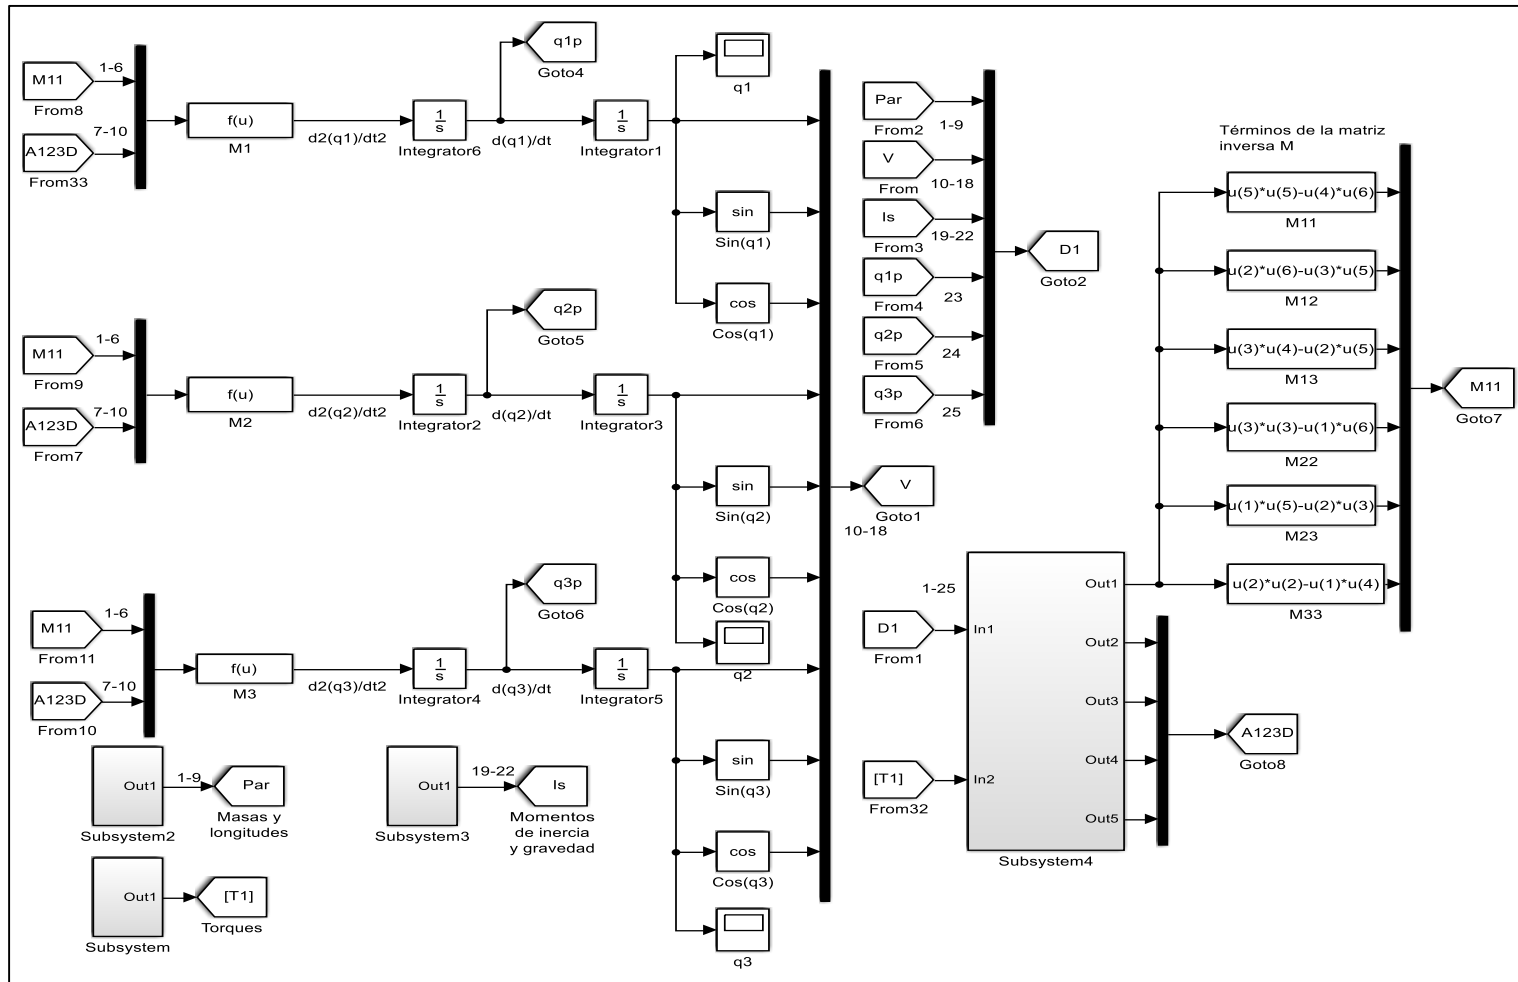 M11
1-6
From8
A123D
7-10
From33
f(u)
M1
d2(q1)/dt2
1
s
Integrator6
q1p
Goto4
d(q1)/dt
1
s
Integrator1
q1
sin
Sin(q1)
cos
Cos(q1)
M11
1-6
From9
A123D
7-10
From7
f(u)
M2
d2(q2)/dt2
1
s
Integrator2
q2p
Goto5
d(q2)/dt
1
s
Integrator3
sin
Sin(q2)
cos
Cos(q2)
q2
M11
1-6
From11
A123D
7-10
From10
f(u)
M3
d2(q3)/dt2
1
s
Integrator4
q3p
Goto6
d(q3)/dt
1
s
Integrator5
sin
Sin(q3)
cos
Cos(q3)
q3
V
Goto1
10-18
Out1
Subsystem2
1-9
Par
Masas y
longitudes
Out1
Subsystem3
19-22
Is
Momentos
de inercia
y gravedad
Out1
Subsystem
[T1]
Torques
Par
From2
1-9
V
From
10-18
Is
From3
19-22
q1p
From4
23
q2p
From5
24
q3p
From6
25
D1
Goto2
1-25
D1
From1
[T1]
From32
In1
In2
Out1
Out2
Out3
Out4
Out5
Subsystem4
A123D
Goto8
Términos de la matriz
inversa M
u(5)*u(5)-u(4)*u(6)
M11
u(2)*u(6)-u(3)*u(5)
M12
u(3)*u(4)-u(2)*u(5)
M13
u(3)*u(3)-u(1)*u(6)
M22
u(1)*u(5)-u(2)*u(3)
M23
u(2)*u(2)-u(1)*u(4)
M33
M11
Goto7